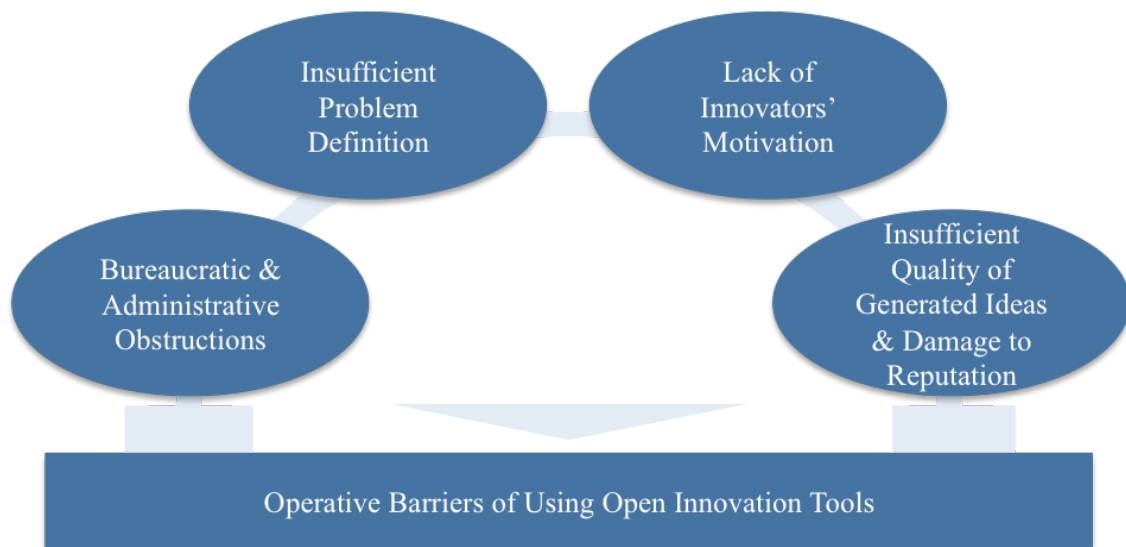 Insufficient
Problem
Definition
Lack of
Innovators’
Motivation
Bureaucratic &
Administrative
Obstructions
Insufficient
Quality of
Generated Ideas
& Damage to
Reputation
Operative Barriers of Using Open Innovation Tools